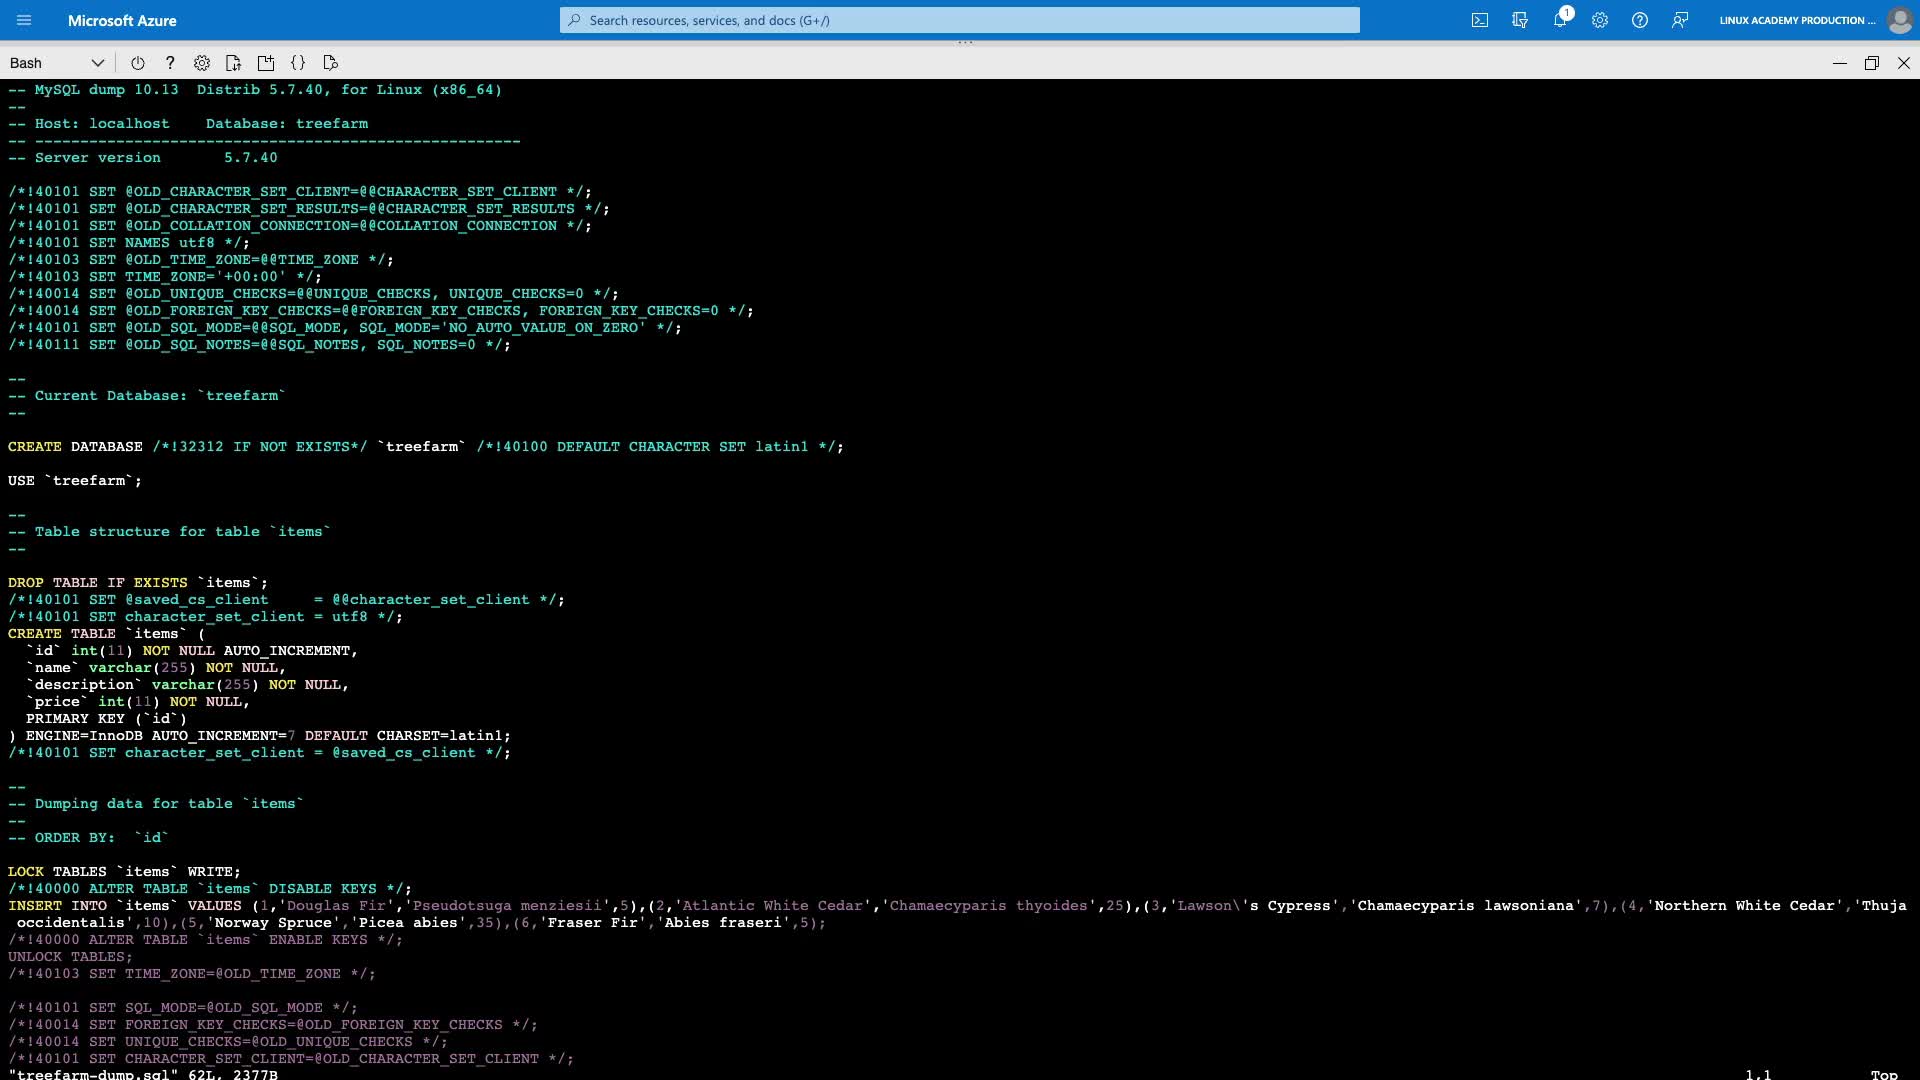 Microsoft Azure
Search resources, services, and docs (G+/)
1
LINUX ACADEMY PRODUCTION ...
Bash
-- MySQL dump 10.13  Distrib 5.7.40, for Linux (x86_64)
--
-- Host: localhost    Database: treefarm
-- ------------------------------------------------------
-- Server version       5.7.40
/*!40101 SET @OLD_CHARACTER_SET_CLIENT=@@CHARACTER_SET_CLIENT */;
/*!40101 SET @OLD_CHARACTER_SET_RESULTS=@@CHARACTER_SET_RESULTS */;
/*!40101 SET @OLD_COLLATION_CONNECTION=@@COLLATION_CONNECTION */;
/*!40101 SET NAMES utf8 */;
/*!40103 SET @OLD_TIME_ZONE=@@TIME_ZONE */;
/*!40103 SET TIME_ZONE='+00:00' */;
/*!40014 SET @OLD_UNIQUE_CHECKS=@@UNIQUE_CHECKS, UNIQUE_CHECKS=0 */;
/*!40014 SET @OLD_FOREIGN_KEY_CHECKS=@@FOREIGN_KEY_CHECKS, FOREIGN_KEY_CHECKS=0 */;
/*!40101 SET @OLD_SQL_MODE=@@SQL_MODE, SQL_MODE='NO_AUTO_VALUE_ON_ZERO' */;
/*!40111 SET @OLD_SQL_NOTES=@@SQL_NOTES, SQL_NOTES=0 */;
--
-- Current Database: `treefarm`
--
CREATE DATABASE /*!32312 IF NOT EXISTS*/ `treefarm` /*!40100 DEFAULT CHARACTER SET latin1 */;
USE `treefarm`;
--
-- Table structure for table `items`
--
DROP TABLE IF EXISTS `items`;
/*!40101 SET @saved_cs_client     = @@character_set_client */;
/*!40101 SET character_set_client = utf8 */;
CREATE TABLE `items` (
  `id` int(11) NOT NULL AUTO_INCREMENT,
  `name` varchar(255) NOT NULL,
  `description` varchar(255) NOT NULL,
  `price` int(11) NOT NULL,
  PRIMARY KEY (`id`)
) ENGINE=InnoDB AUTO_INCREMENT=7 DEFAULT CHARSET=latin1;
/*!40101 SET character_set_client = @saved_cs_client */;
--
-- Dumping data for table `items`
--
-- ORDER BY:  `id`
LOCK TABLES `items` WRITE;
/*!40000 ALTER TABLE `items` DISABLE KEYS */;
INSERT INTO `items` VALUES (1,'Douglas Fir','Pseudotsuga menziesii',5),(2,'Atlantic White Cedar','Chamaecyparis thyoides',25),(3,'Lawson\'s Cypress','Chamaecyparis lawsoniana',7),(4,'Northern White Cedar','Thuja
 occidentalis',10),(5,'Norway Spruce','Picea abies',35),(6,'Fraser Fir','Abies fraseri',5);
/*!40000 ALTER TABLE `items` ENABLE KEYS */;
UNLOCK TABLES;
/*!40103 SET TIME_ZONE=@OLD_TIME_ZONE */;
/*!40101 SET SQL_MODE=@OLD_SQL_MODE */;
/*!40014 SET FOREIGN_KEY_CHECKS=@OLD_FOREIGN_KEY_CHECKS */;
/*!40014 SET UNIQUE_CHECKS=@OLD_UNIQUE_CHECKS */;
/*!40101 SET CHARACTER_SET_CLIENT=@OLD_CHARACTER_SET_CLIENT */;
"treefarm-dump.sql" 62L, 2377B 1,1 Top